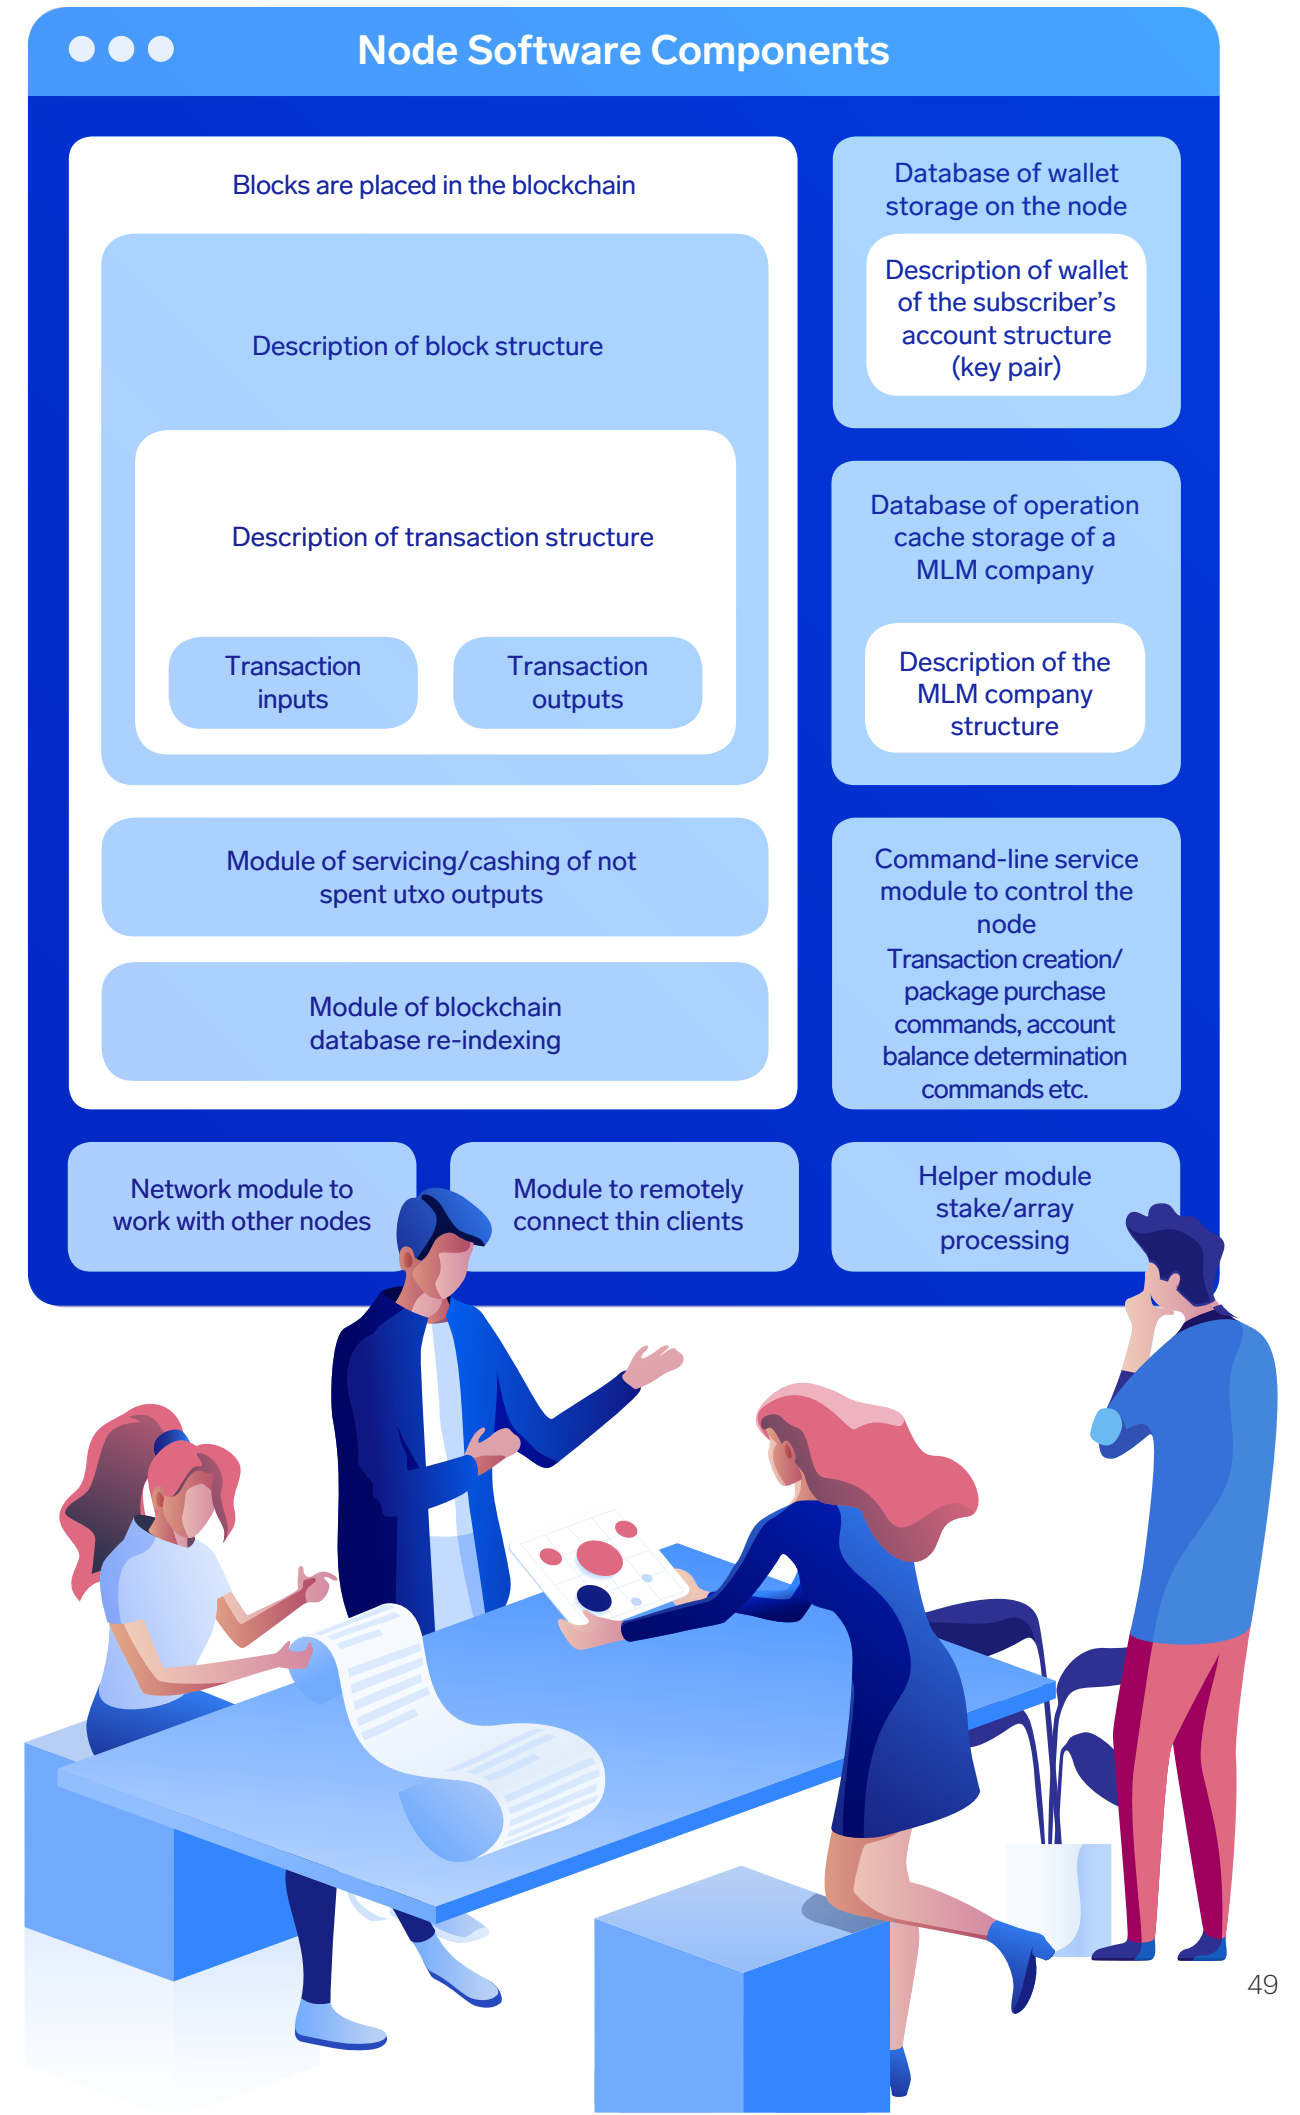 Node Software Components
Blocks are placed in the blockchain
Description of block structure
Description of transaction structure
Transaction
inputs
Transaction
outputs
Module of servicing/cashing of not
spent utxo outputs
Module of blockchain
database re-indexing
Database of wallet
storage on the node
Description of wallet
of the subscriber’s
account structure
(key pair)
Database of operation
cache storage of a
MLM company
Description of the
MLM company
structure
Command-line service
module to control the
node
Transaction creation/
package purchase
commands, account
balance determination
commands etc.
Network module to
work with other nodes
Module to remotely
connect thin clients
Helper module
stake/array
processing
49